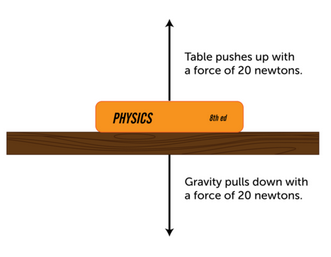 Table pushes up with
a force of 20 newtons.
PHYSICS 8th ed
Gravity pulls down with
a force of 20 newtons.